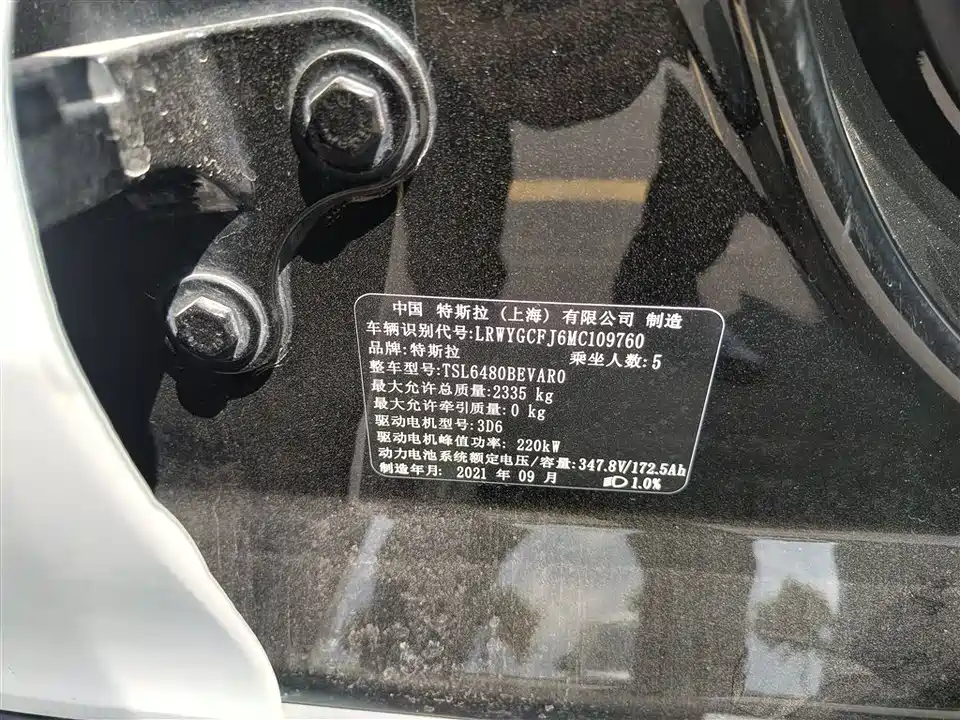 中国 特斯拉（上海）有限公司 制造
车辆识别代号:LRWYGCFJ6MC109760
品牌:特斯拉 乘坐人数:5
整车型号:TSL6480BEVAR0
最大允许总质量:2335 kg
最大允许牵引质量:0 kg
驱动电机型号:3D6
驱动电机峰值功率: 220kW
动力电池系统额定电压/容量:347.8V/172.5Ah
制造年月: 2021 年 09 月 1.0%